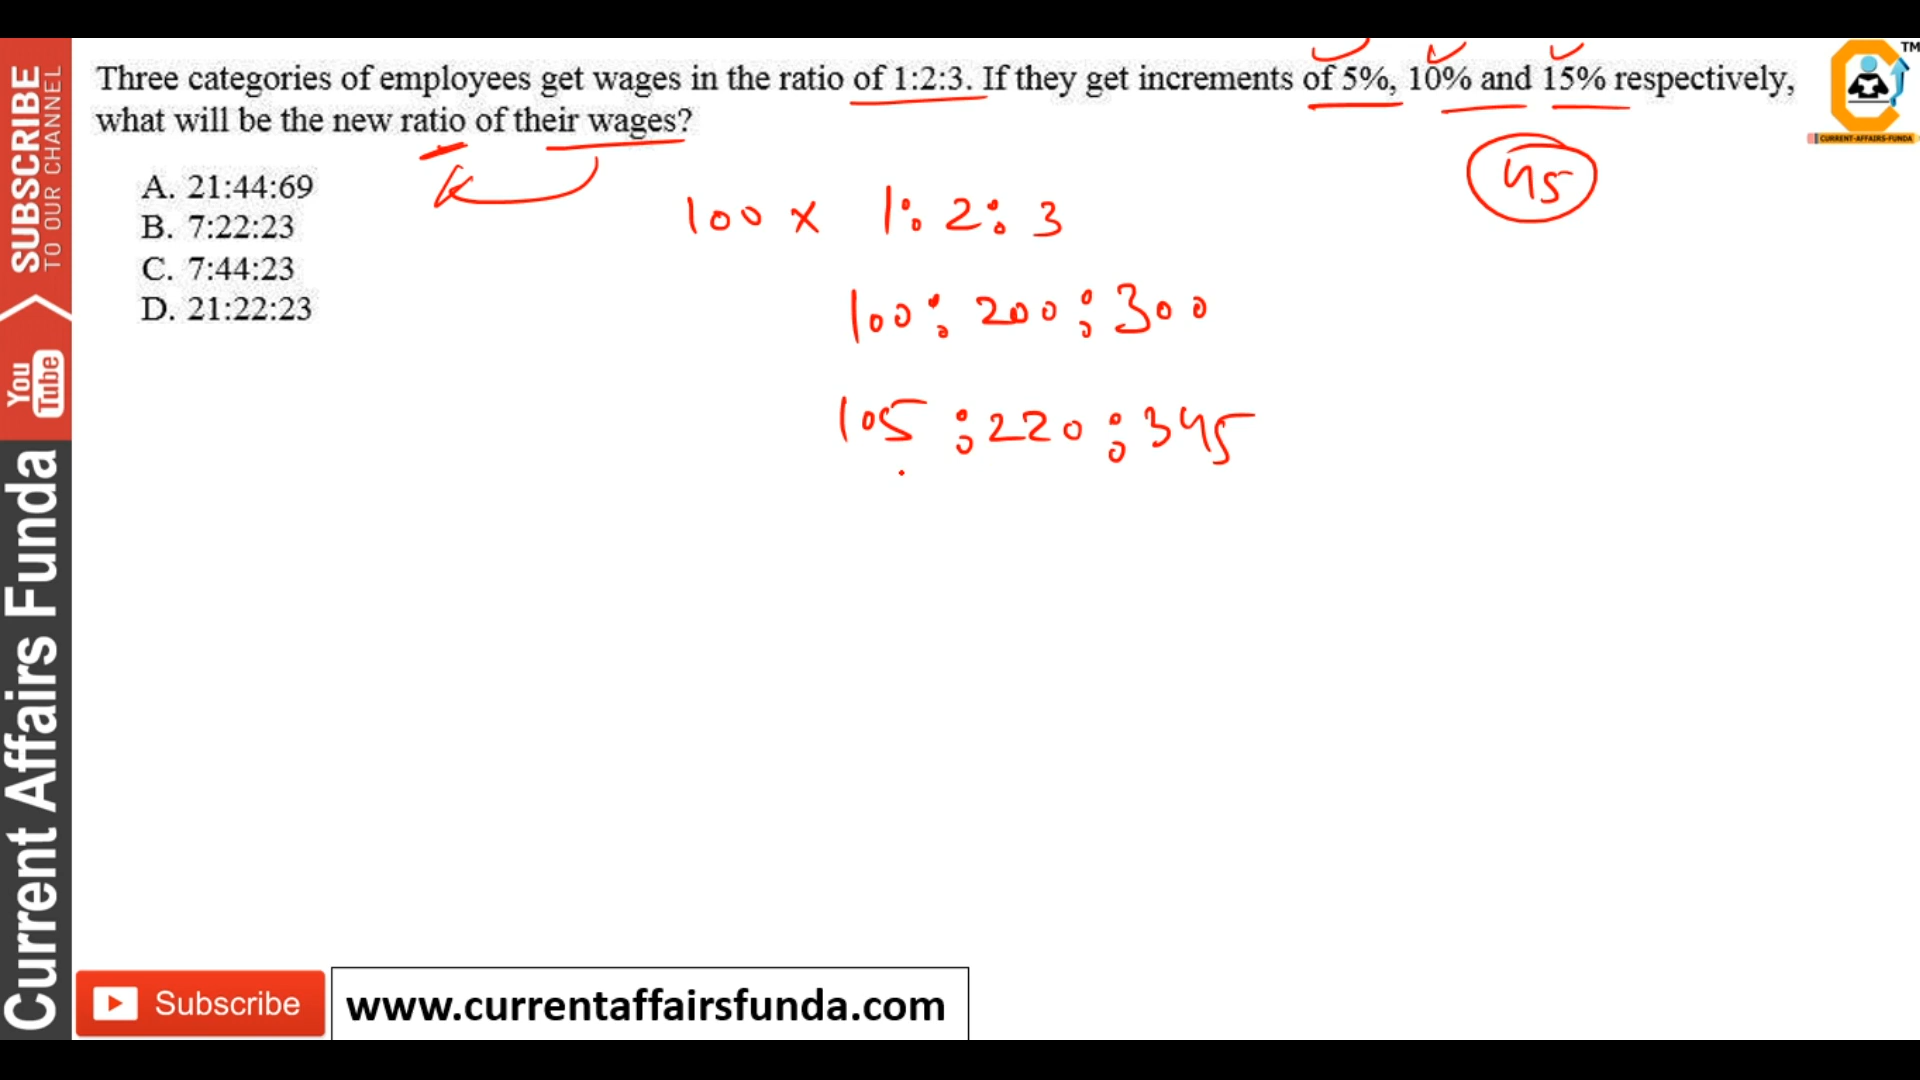 SUBSCRIBE
TO OUR CHANNEL
You
Tube
Current Affairs Funda
Three categories of employees get wages in the ratio of 1:2:3. If they get increments of 5%, 10% and 15% respectively,
what will be the new ratio of their wages?
TM
CURRENT-AFFAIRS-FUNDA
45
A. 21:44:69
B. 7:22:23
C. 7:44:23
D. 21:22:23
100 x 1:2:3
100:200:300
105:220:345
Subscribe
www.currentaffairsfunda.com